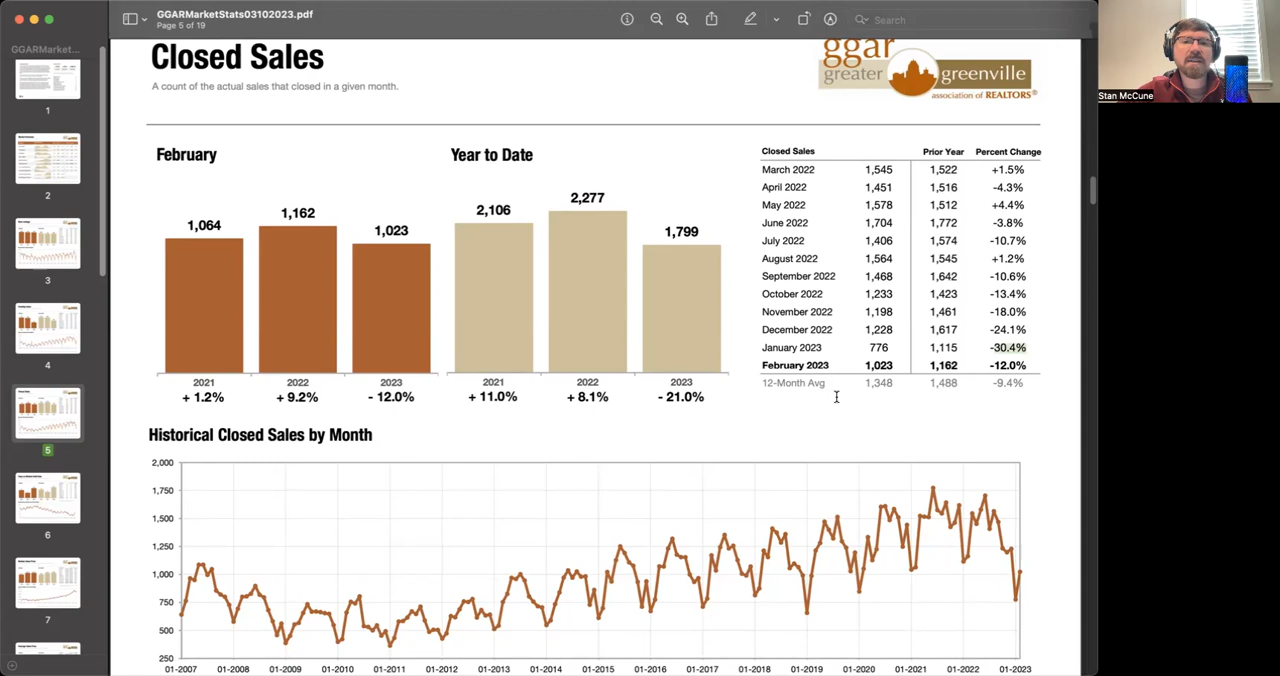 GGARMarketStats03102023.pdf
Page 5 of 19
Search
GGARMarket...
1
2
3
4
5
6
7
Stan McCune
Closed Sales
A count of the actual sales that closed in a given month.
ggar
greater greenville
association of REALTORS®
February
1,064
1,162
1,023
2021 2022 2023
+ 1.2% + 9.2% - 12.0%
Year to Date
2,106
2,277
1,799
2021 2022 2023
+ 11.0% + 8.1% - 21.0%
Closed Sales Prior Year Percent Change
March 2022 1,545 1,522 +1.5%
April 2022 1,451 1,516 -4.3%
May 2022 1,578 1,512 +4.4%
June 2022 1,704 1,772 -3.8%
July 2022 1,406 1,574 -10.7%
August 2022 1,564 1,545 +1.2%
September 2022 1,468 1,642 -10.6%
October 2022 1,233 1,423 -13.4%
November 2022 1,198 1,461 -18.0%
December 2022 1,228 1,617 -24.1%
January 2023 776 1,115 -30.4%
February 2023 1,023 1,162 -12.0%
12-Month Avg 1,348 1,488 -9.4%
Historical Closed Sales by Month
2,000
1,750
1,500
1,250
1,000
750
500
250
01-2007 01-2008 01-2009 01-2010 01-2011 01-2012 01-2013 01-2014 01-2015 01-2016 01-2017 01-2018 01-2019 01-2020 01-2021 01-2022 01-2023